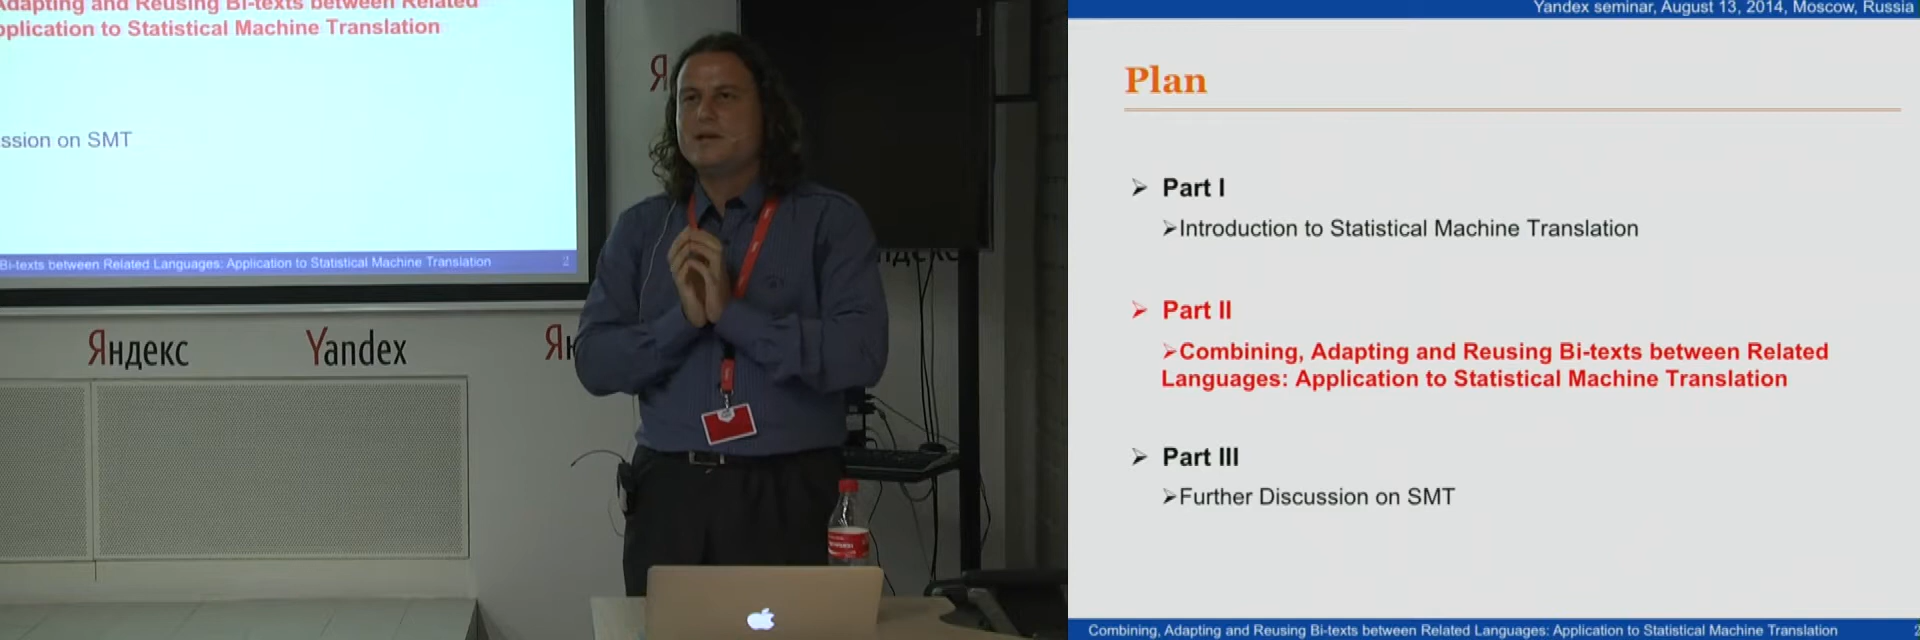 Adapting and Reusing Bi-texts between Related
pplication to Statistical Machine Translation
ssion on SMT
Bi-texts between Related Languages: Application to Statistical Machine Translation 2
Я
ндекс
Яндекс Yandex Я
Yandex seminar, August 13, 2014, Moscow, Russia
Plan
➢ Part I
➢Introduction to Statistical Machine Translation
➢ Part II
➢Combining, Adapting and Reusing Bi-texts between Related
Languages: Application to Statistical Machine Translation
➢ Part III
➢Further Discussion on SMT
Combining, Adapting and Reusing Bi-texts between Related Languages: Application to Statistical Machine Translation 2